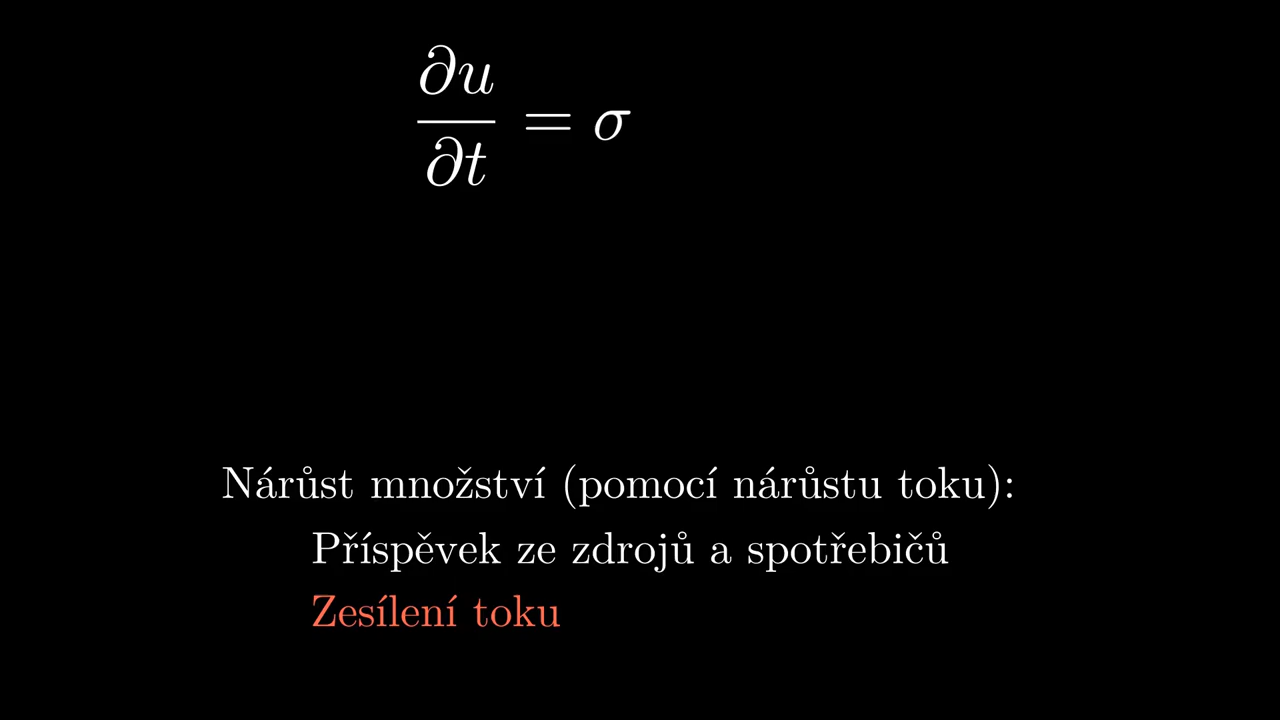 ∂u/∂t = σ
Nárůst množství (pomocí nárůstu toku):
Příspěvek ze zdrojů a spotřebičů
Zesílení toku